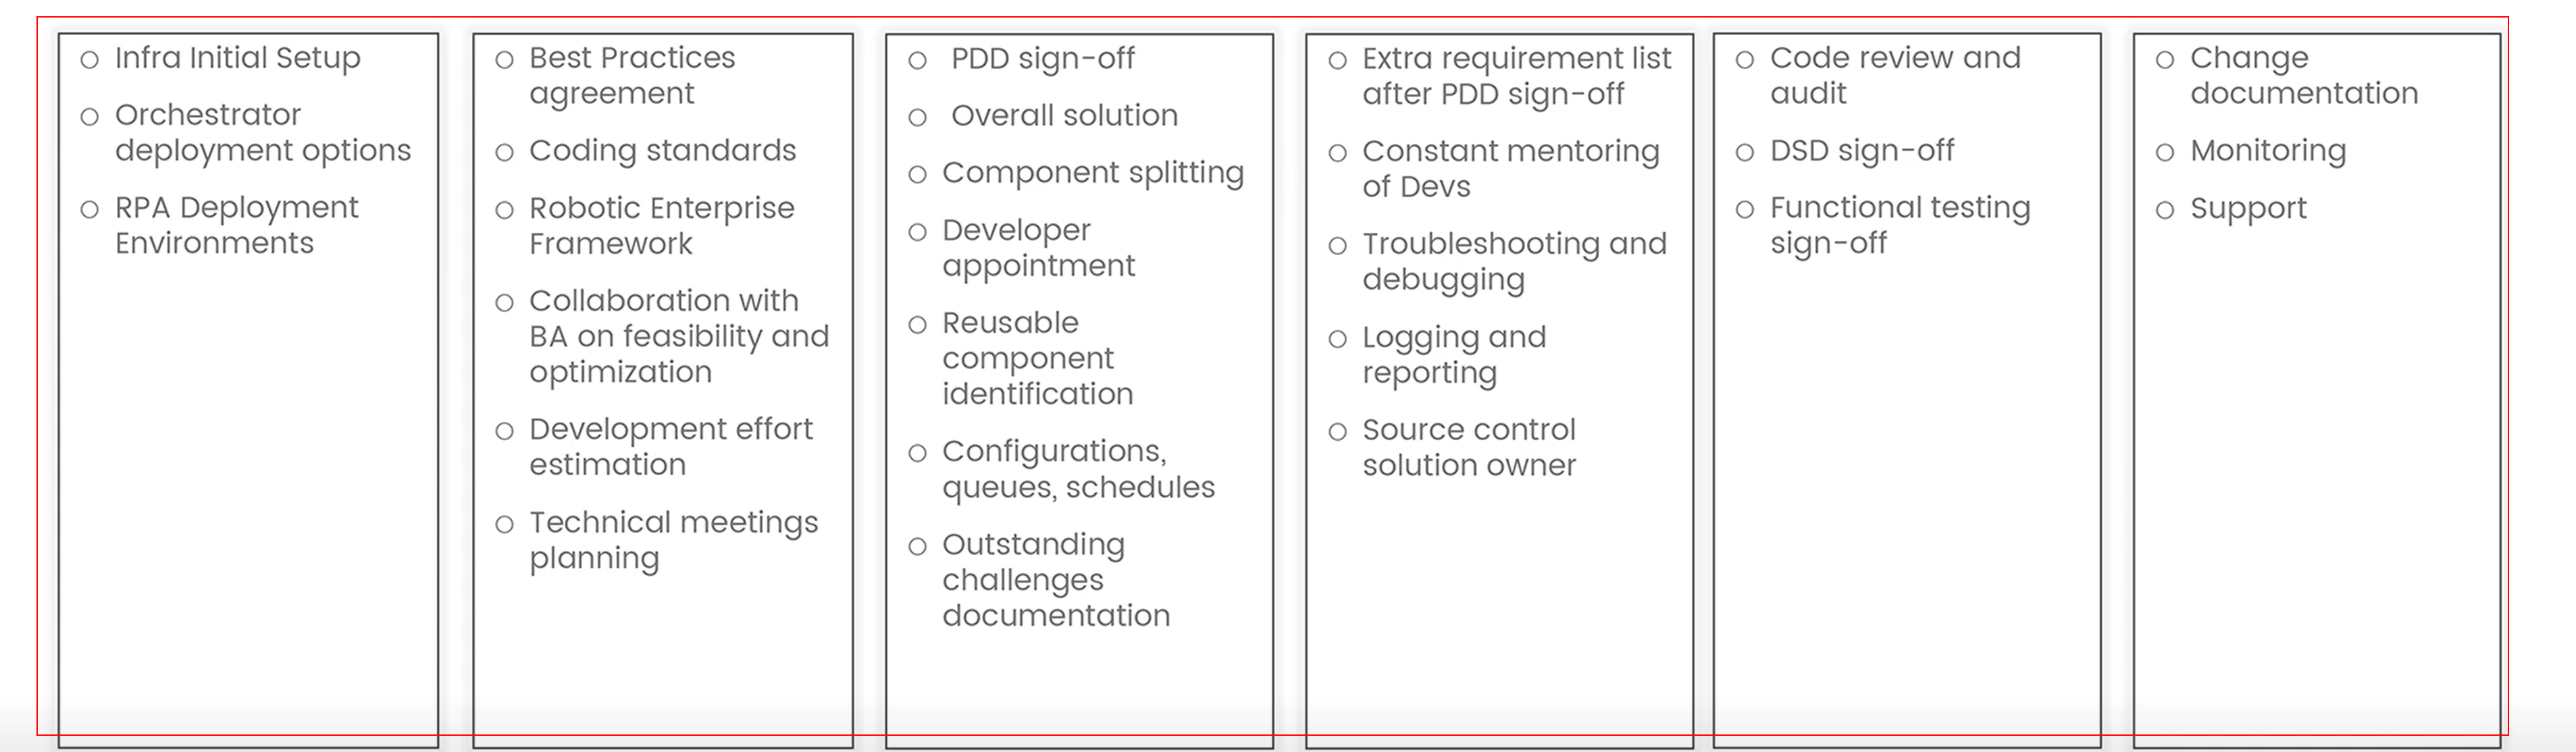 Infra Initial Setup
Orchestrator
deployment options
RPA Deployment
Environments
Best Practices
agreement
Coding standards
Robotic Enterprise
Framework
Collaboration with
BA on feasibility and
optimization
Development effort
estimation
Technical meetings
planning
PDD sign-off
Overall solution
Component splitting
Developer
appointment
Reusable
component
identification
Configurations,
queues, schedules
Outstanding
challenges
documentation
Extra requirement list
after PDD sign-off
Constant mentoring
of Devs
Troubleshooting and
debugging
Logging and
reporting
Source control
solution owner
Code review and
audit
DSD sign-off
Functional testing
sign-off
Change
documentation
Monitoring
Support